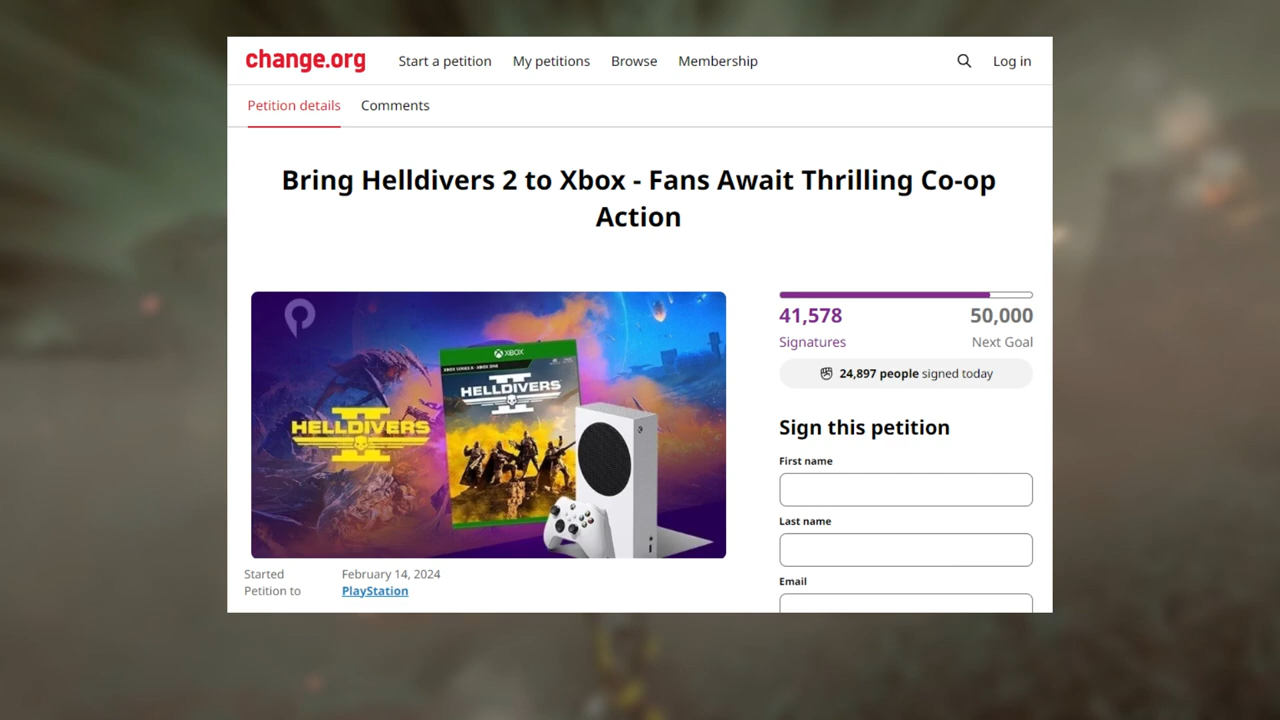 change.org
Start a petition
My petitions
Browse
Membership
Log in
Petition details
Comments
Bring Helldivers 2 to Xbox - Fans Await Thrilling Co-op
Action
XBOX
HELLDIVERS
HELLDIVERS
41,578
50,000
Signatures
Next Goal
24,897 people signed today
Sign this petition
First name
Last name
Email
Started
February 14, 2024
Petition to
PlayStation